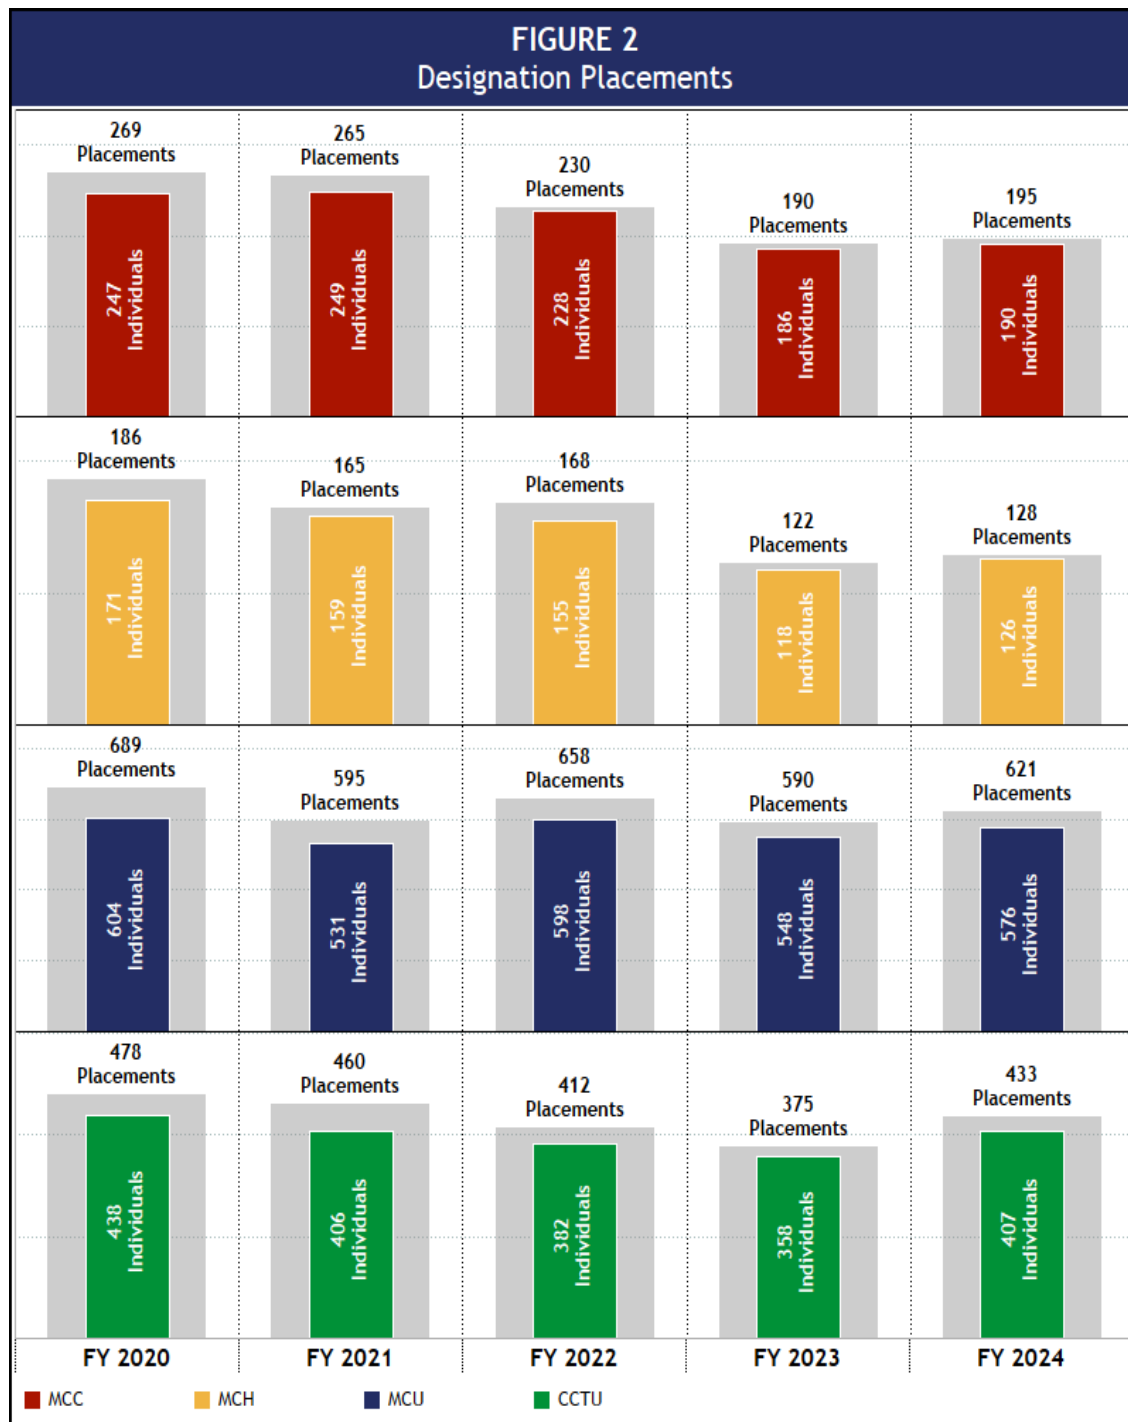 FIGURE 2
Designation Placements
269
Placements
265
Placements
230
Placements
190
Placements
195
Placements
247
Individuals
249
Individuals
228
Individuals
186
Individuals
190
Individuals
186
Placements
165
Placements
168
Placements
122
Placements
128
Placements
171
Individuals
159
Individuals
155
Individuals
118
Individuals
126
Individuals
689
Placements
595
Placements
658
Placements
590
Placements
621
Placements
604
Individuals
531
Individuals
598
Individuals
548
Individuals
576
Individuals
478
Placements
460
Placements
412
Placements
375
Placements
433
Placements
438
Individuals
406
Individuals
382
Individuals
358
Individuals
407
Individuals
FY 2020
FY 2021
FY 2022
FY 2023
FY 2024
MCC
MCH
MCU
CCTU